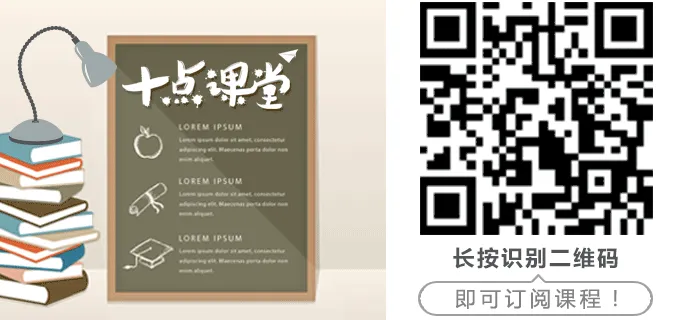 十点课堂
LOREM IPSUM
Lorem ipsum dolor sit amet, consectetur
adipiscing elit. Maecenas porta dolor non
enim aliquet.
LOREM IPSUM
Lorem ipsum dolor sit amet, consectetur
adipiscing elit. Maecenas porta dolor non
enim aliquet.
LOREM IPSUM
Lorem ipsum dolor sit amet, consectetur
adipiscing elit. Maecenas porta dolor non
enim aliquet.
长按识别二维码
即可订阅课程！